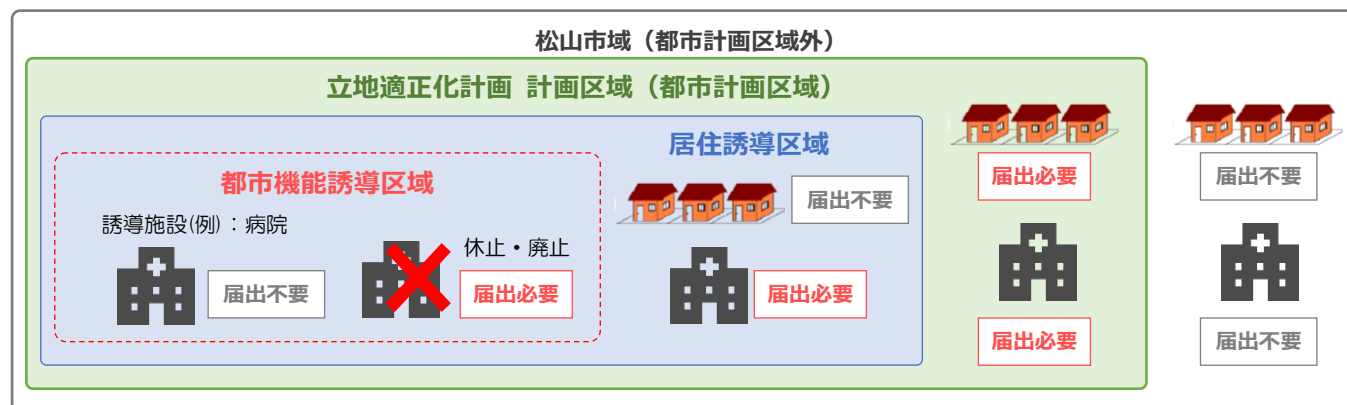 松山市域（都市計画区域外）
立地適正化計画 計画区域（都市計画区域）
居住誘導区域
都市機能誘導区域
届出必要
届出不要
届出不要
誘導施設(例)：病院
休止・廃止
届出不要
届出必要
届出必要
届出必要
届出不要